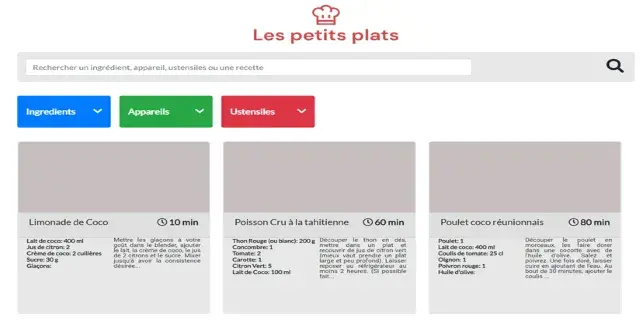 Les petits plats
Rechercher un ingrédient, appareil, ustensiles ou une recette
Ingredients
Appareils
Ustensiles
Limonade de Coco
10 min
Lait de coco: 400 ml
Jus de citron: 2
Crème de coco: 2 cuillères
Sucre: 30 g
Glaçons:
Mettre les glaçons à votre
goût dans le blender, ajouter
le lait, la crème de coco, le jus
de 2 citrons et le sucre. Mixer
jusqu'à avoir la consistence
désirée...
Poisson Cru à la tahitienne
60 min
Thon Rouge (ou blanc): 200 g
Concombre: 1
Tomate: 2
Carotte: 1
Citron Vert: 5
Lait de Coco: 100 ml
Découper le thon en dés,
mettre dans un plat et
recouvrir de jus de citron vert
(mieux vaut prendre un plat
large et peu profond). Laisser
reposer au réfrigérateur au
moins 2 heures. (Si possible
fait...
Poulet coco réunionnais
80 min
Poulet: 1
Lait de coco: 400 ml
Coulis de tomate: 25 cl
Oignon: 1
Poivron rouge: 1
Huile d'olive:
Découper le poulet en
morceaux, les faire dorer
dans une cocotte avec de
l'huile d'olive. Salez et
poivrez. Une fois doré, laisser
cuire en ajoutant de l'eau. Au
bout de 30 minutes, ajouter le
coulis ...